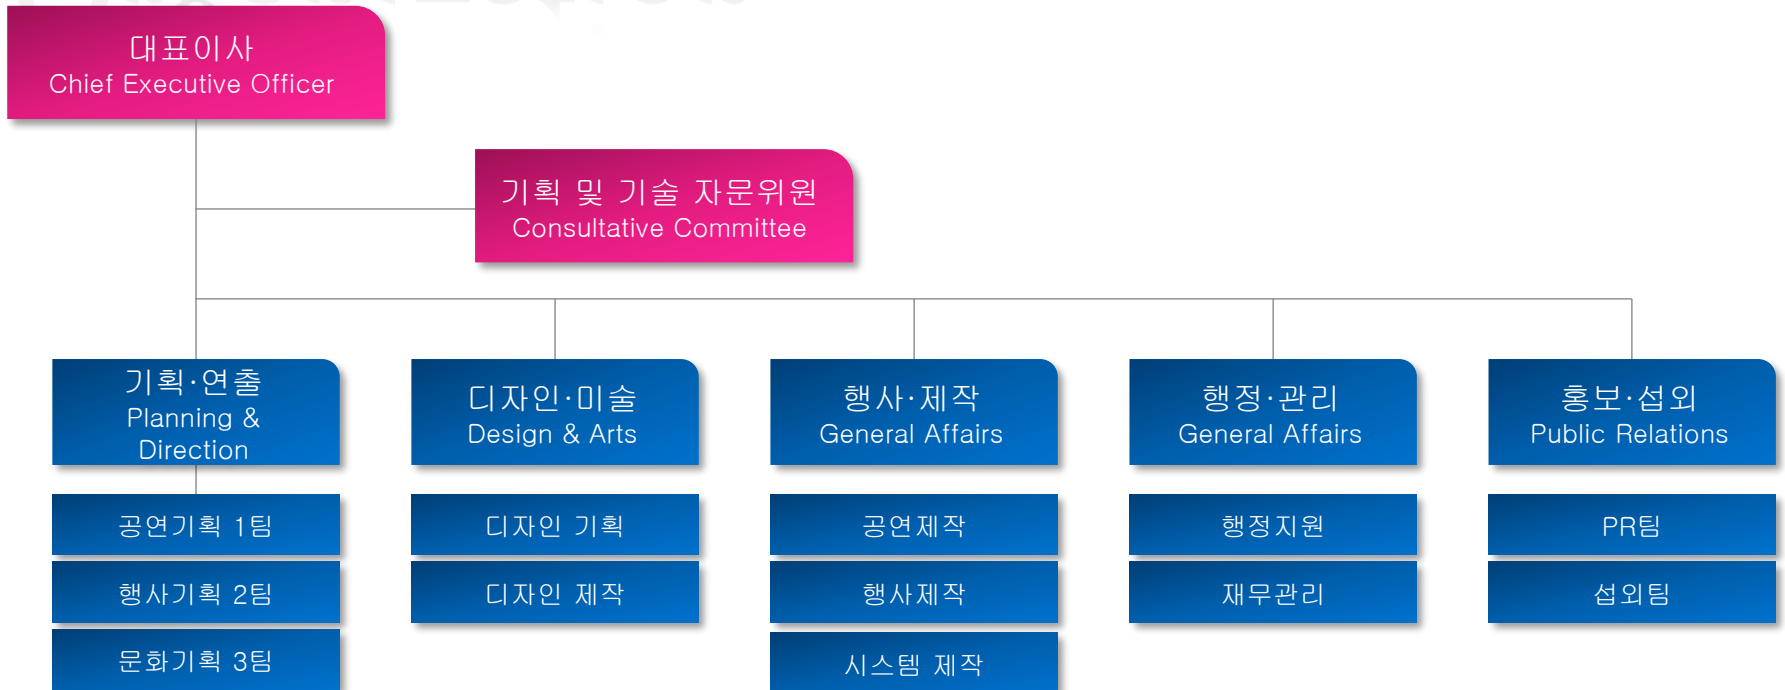 대표이사
Chief Executive Officer
기획 및 기술 자문위원
Consultative Committee
기획·연출
Planning &
Direction
디자인·미술
Design & Arts
행사·제작
General Affairs
행정·관리
General Affairs
홍보·섭외
Public Relations
공연기획 1팀
디자인 기획
공연제작
행정지원
PR팀
행사기획 2팀
디자인 제작
행사제작
재무관리
섭외팀
문화기획 3팀
시스템 제작